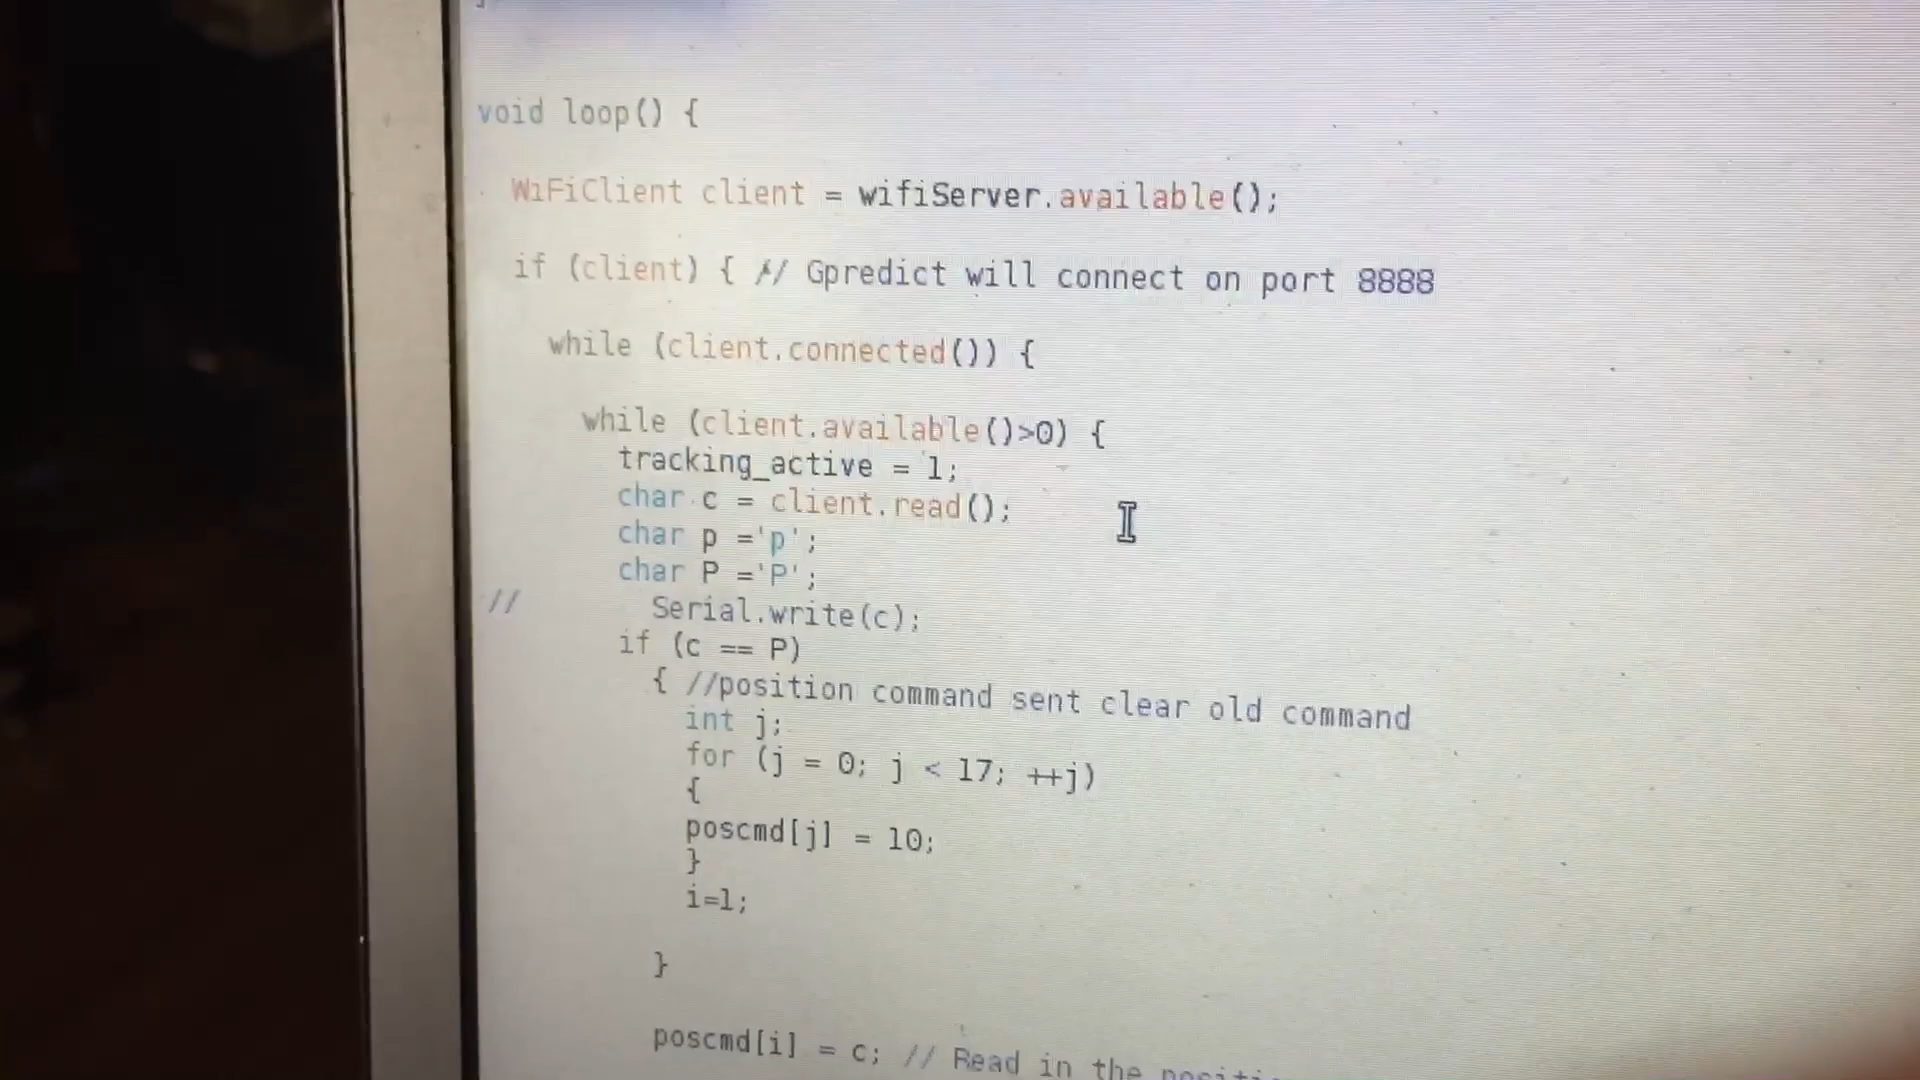 void loop() {
WiFiClient client = wifiServer.available();
if (client) { // Gpredict will connect on port 8888
while (client.connected()) {
while (client.available()>0) {
tracking_active = 1;
char c = client.read();
char p ='p';
char P ='P';
// Serial.write(c);
if (c == P)
{ //position command sent clear old command
int j;
for (j = 0; j < 17; ++j)
{
poscmd[j] = 10;
}
i=1;
}
poscmd[i] = c; // Read in the